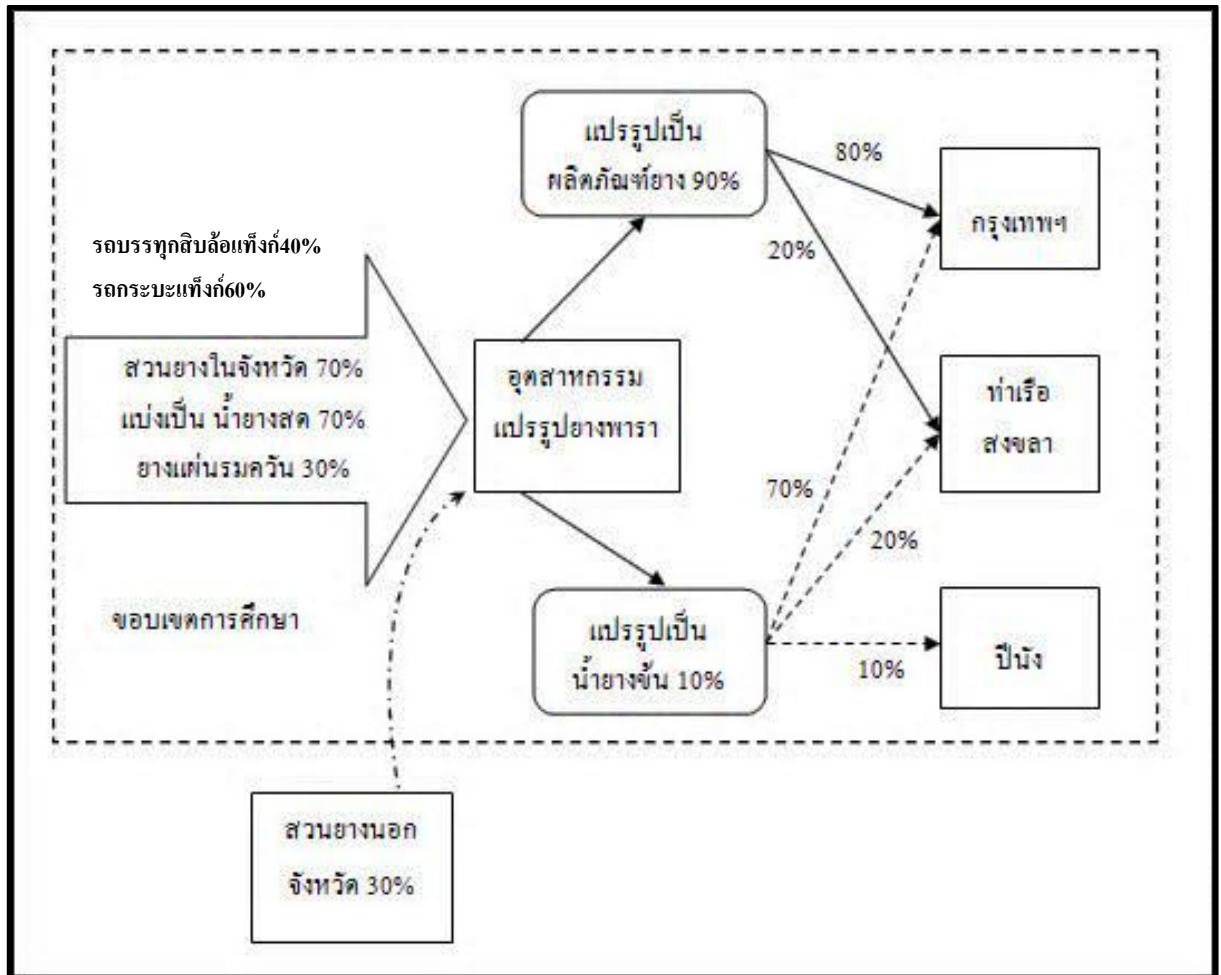 แปรรูปเป็น
ผลิตภัณฑ์ยาง 90%
80%
กรุงเทพฯ
รถบรรทุกสิบล้อแท็งก์40%
รถกระบะแท็งก์60%
20%
สวนยางในจังหวัด 70%
แบ่งเป็น น้ำยางสด 70%
ยางแผ่นรมควัน 30%
อุตสาหกรรม
แปรรูปยางพารา
ท่าเรือ
สงขลา
70%
20%
ขอบเขตการศึกษา
แปรรูปเป็น
น้ำยางข้น 10%
10%
ปีนัง
สวนยางนอก
จังหวัด 30%